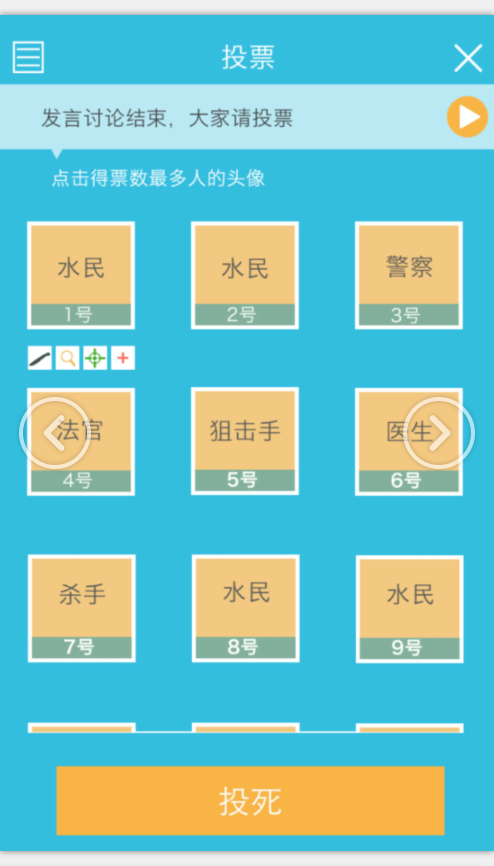 投票
发言讨论结束，大家请投票
点击得票数最多人的头像
水民
水民
警察
1号
2号
3号
法官
狙击手
医生
4号
5号
6号
杀手
水民
水民
7号
8号
9号
投死